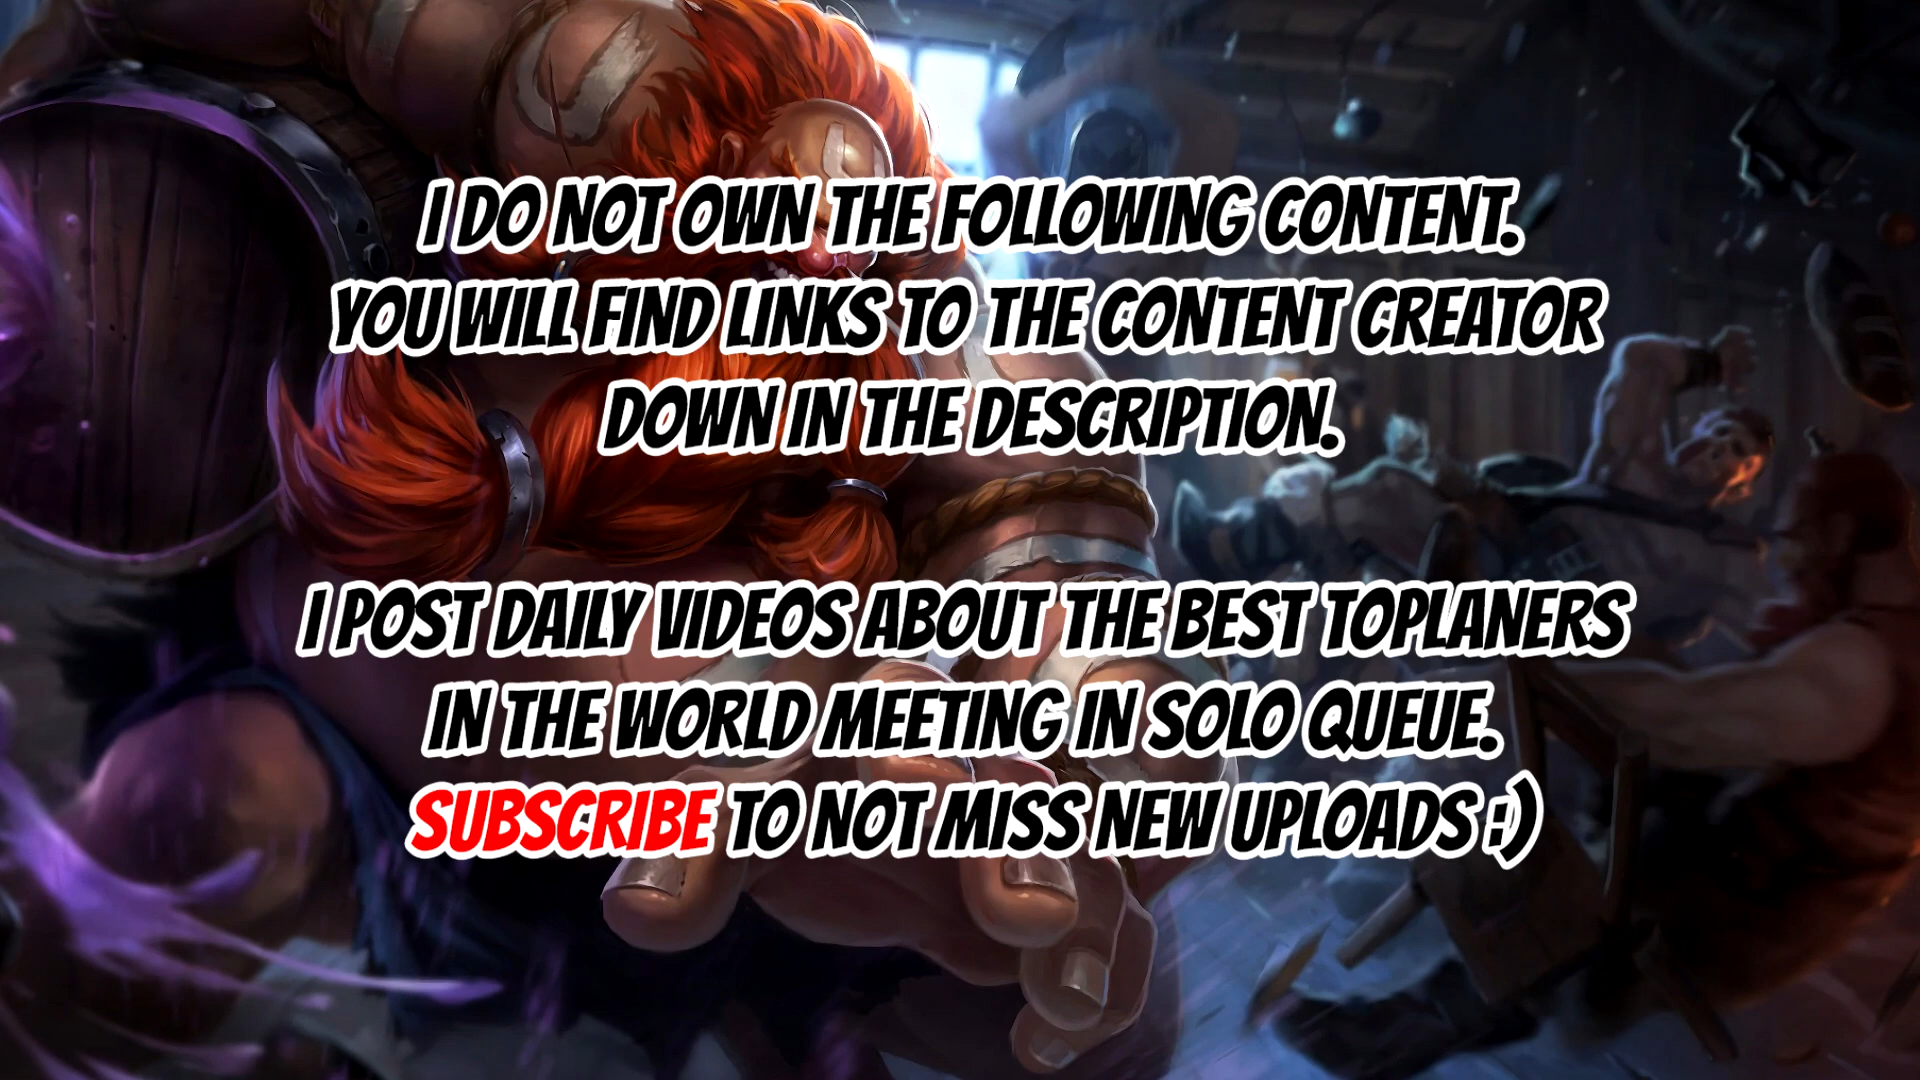 I DO NOT OWN THE FOLLOWING CONTENT.
YOU WILL FIND LINKS TO THE CONTENT CREATOR
DOWN IN THE DESCRIPTION.
I POST DAILY VIDEOS ABOUT THE BEST TOPLANERS
IN THE WORLD MEETING IN SOLO QUEUE.
SUBSCRIBE TO NOT MISS NEW UPLOADS :)